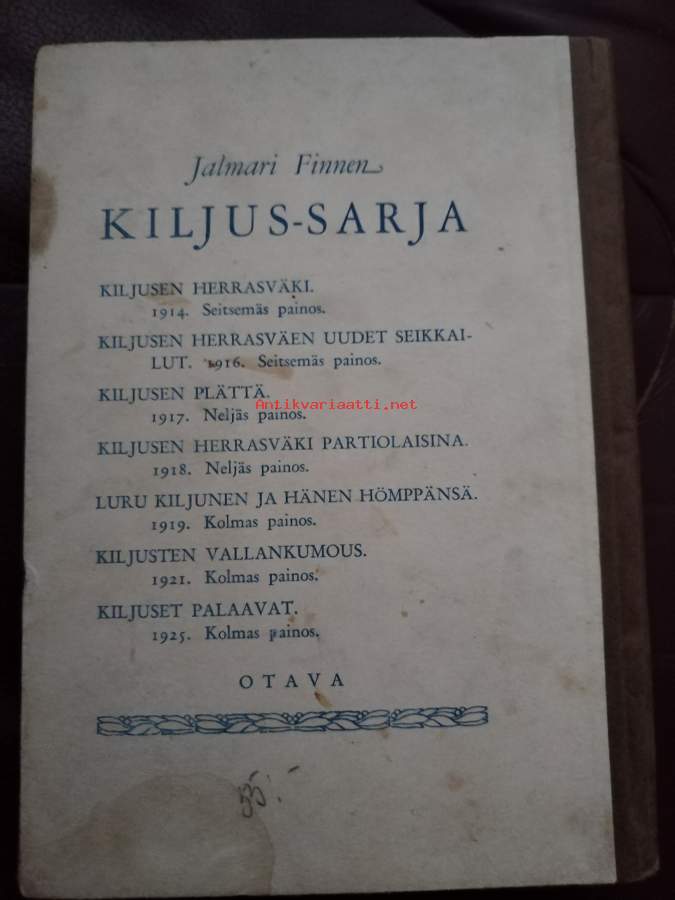 Jalmari Finnen
KILJUS-SARJA
KILJUSEN HERRASVÄKI.
1914. Seitsemäs painos.
KILJUSEN HERRASVÄEN UUDET SEIKKAI-
LUT. 1916. Seitsemäs painos.
KILJUSEN PLÄTTÄ.
Antikvariaatti.net
1917. Neljäs painos.
KILJUSEN HERRASVÄKI PARTIOLAISINA.
1918. Neljäs painos.
LURU KILJUNEN JA HÄNEN HÖMPPÄNSÄ.
1919. Kolmas painos.
KILJUSTEN VALLANKUMOUS.
1921. Kolmas painos.
KILJUSET PALAAVAT.
1925. Kolmas painos.
OTAVA
35:-